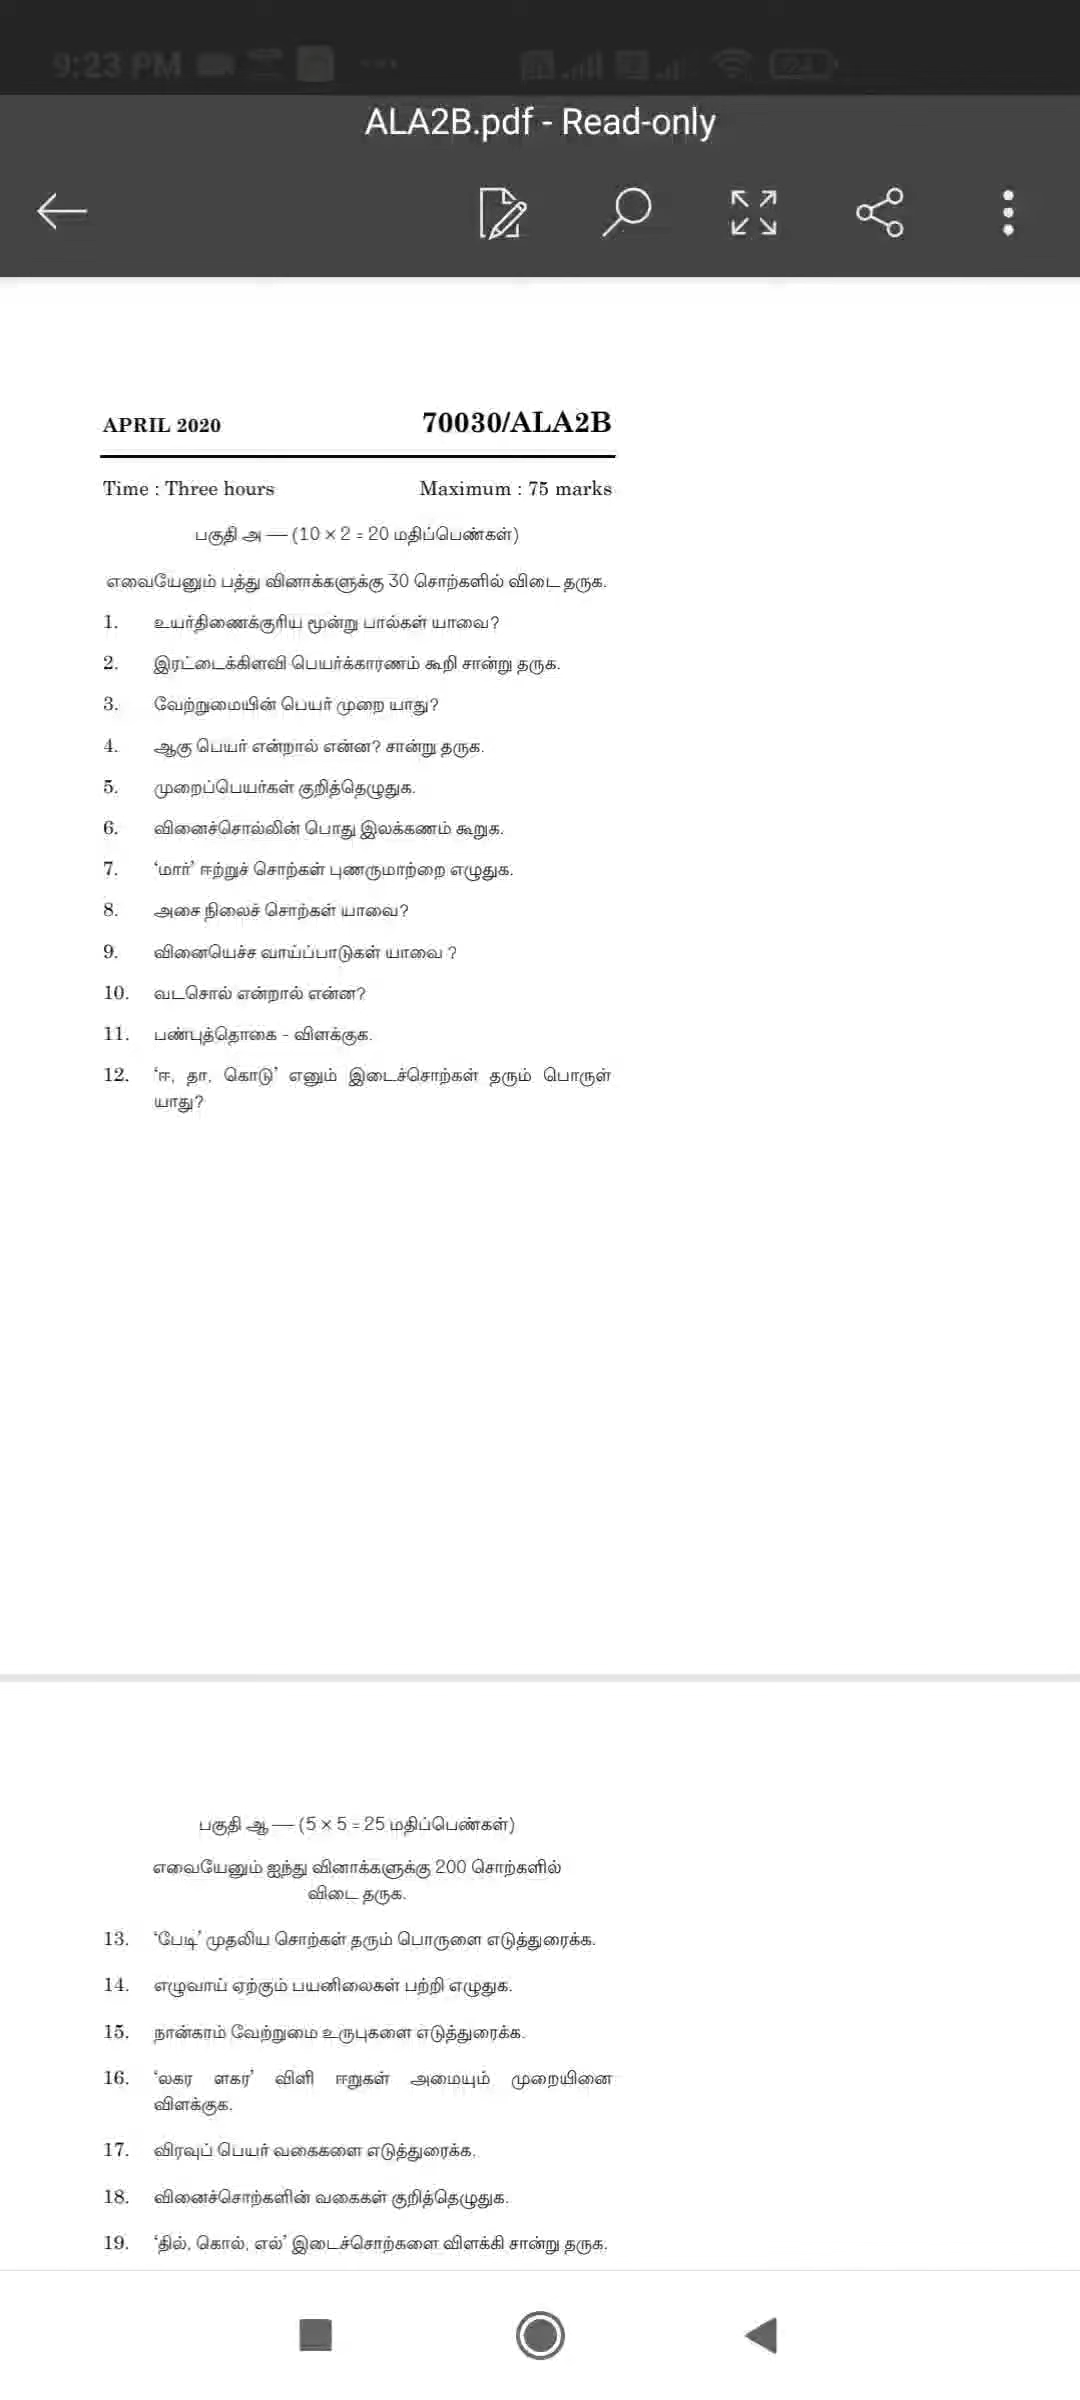 9:23 PM
ALA2B.pdf - Read-only
APRIL 2020 70030/ALA2B
Time : Three hours Maximum : 75 marks
பகுதி அ — (10 × 2 = 20 மதிப்பெண்கள்)
எவையேனும் பத்து வினாக்களுக்கு 30 சொற்களில் விடை தருக.
1. உயர்திணைக்குரிய மூன்று பால்கள் யாவை?
2. இரட்டைக்கிளவி பெயர்க்காரணம் கூறி சான்று தருக.
3. வேற்றுமையின் பெயர் முறை யாது?
4. ஆகு பெயர் என்றால் என்ன? சான்று தருக.
5. முறைப்பெயர்கள் குறித்தெழுதுக.
6. வினைச்சொல்லின் பொது இலக்கணம் கூறுக.
7. ‘மார்’ ஈற்றுச் சொற்கள் புணருமாற்றை எழுதுக.
8. அசை நிலைச் சொற்கள் யாவை?
9. வினையெச்ச வாய்ப்பாடுகள் யாவை ?
10. வடசொல் என்றால் என்ன?
11. பண்புத்தொகை - விளக்குக.
12. ‘ஈ, தா, கொடு’ எனும் இடைச்சொற்கள் தரும் பொருள்
யாது?
பகுதி ஆ — (5 × 5 = 25 மதிப்பெண்கள்)
எவையேனும் ஐந்து வினாக்களுக்கு 200 சொற்களில்
விடை தருக.
13. ‘பேடி’ முதலிய சொற்கள் தரும் பொருளை எடுத்துரைக்க.
14. எழுவாய் ஏற்கும் பயனிலைகள் பற்றி எழுதுக.
15. நான்காம் வேற்றுமை உருபுகளை எடுத்துரைக்க.
16. ‘லகர ளகர’ விளி ஈறுகள் அமையும் முறையினை
விளக்குக.
17. விரவுப் பெயர் வகைகளை எடுத்துரைக்க.
18. வினைச்சொற்களின் வகைகள் குறித்தெழுதுக.
19. ‘தில், கொல், எல்’ இடைச்சொற்களை விளக்கி சான்று தருக.